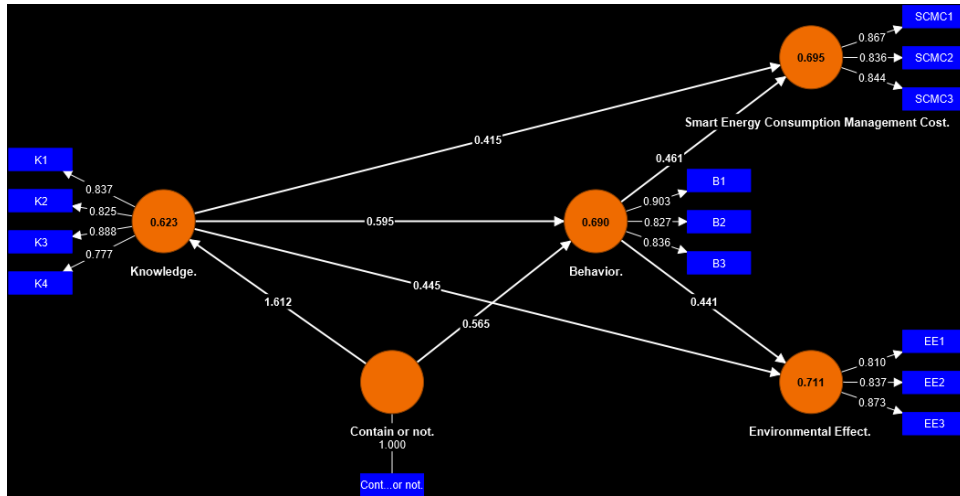 SCMC1
0.867
0.695
0.836
SCMC2
0.844
SCMC3
Smart Energy Consumption Management Cost.
0.415
K1
0.461
0.837
B1
K2
0.903
0.825
0.623
0.595
0.690
0.827
B2
K3
0.888
0.836
0.777
B3
K4
Knowledge.
Behavior.
0.445
1.612
0.441
0.565
EE1
0.810
0.711
0.837
EE2
0.873
EE3
Contain or not.
Environmental Effect.
1.000
Cont...or not.